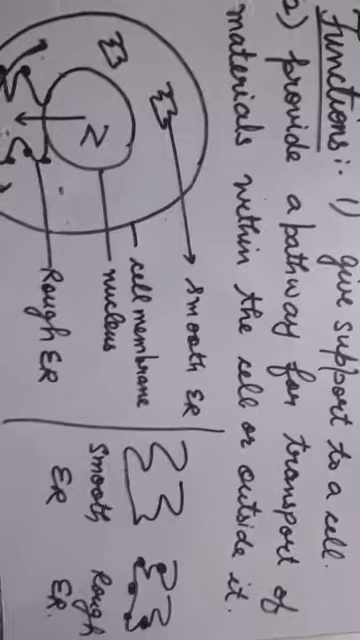 Functions:- 1) give support to a cell.
2) provide a pathway for transport of
materials within the cell or outside it.
smooth ER
cell membrane
nucleus
Rough ER
N
smooth
ER
Rough
ER.